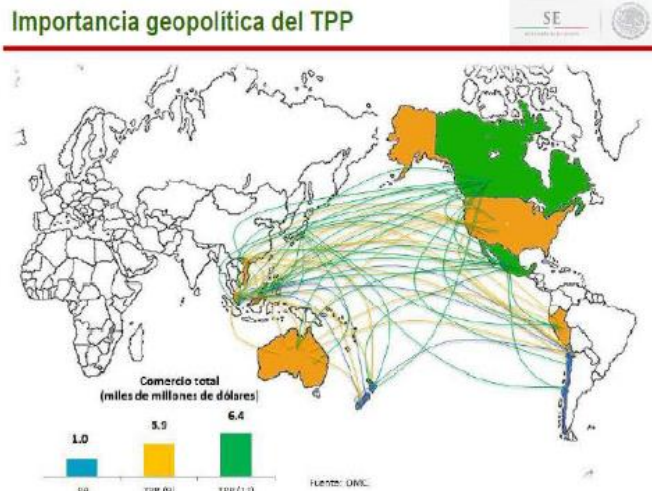 Importancia geopolítica del TPP
SE
Comercio total
(miles de millones de dólares)
1.0
5.9
6.4
Fuente: OMC.